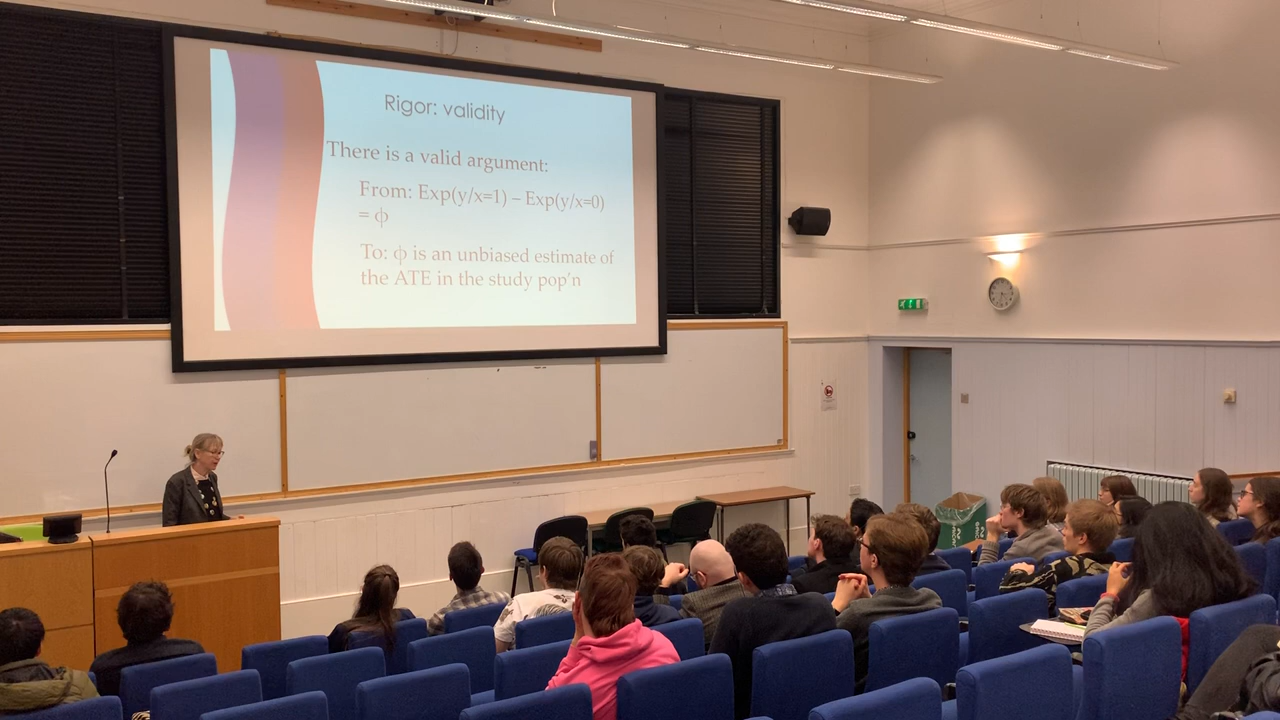 Rigor: validity
There is a valid argument:
From: Exp(y/x=1) – Exp(y/x=0)
= ϕ
To: ϕ is an unbiased estimate of
the ATE in the study pop'n